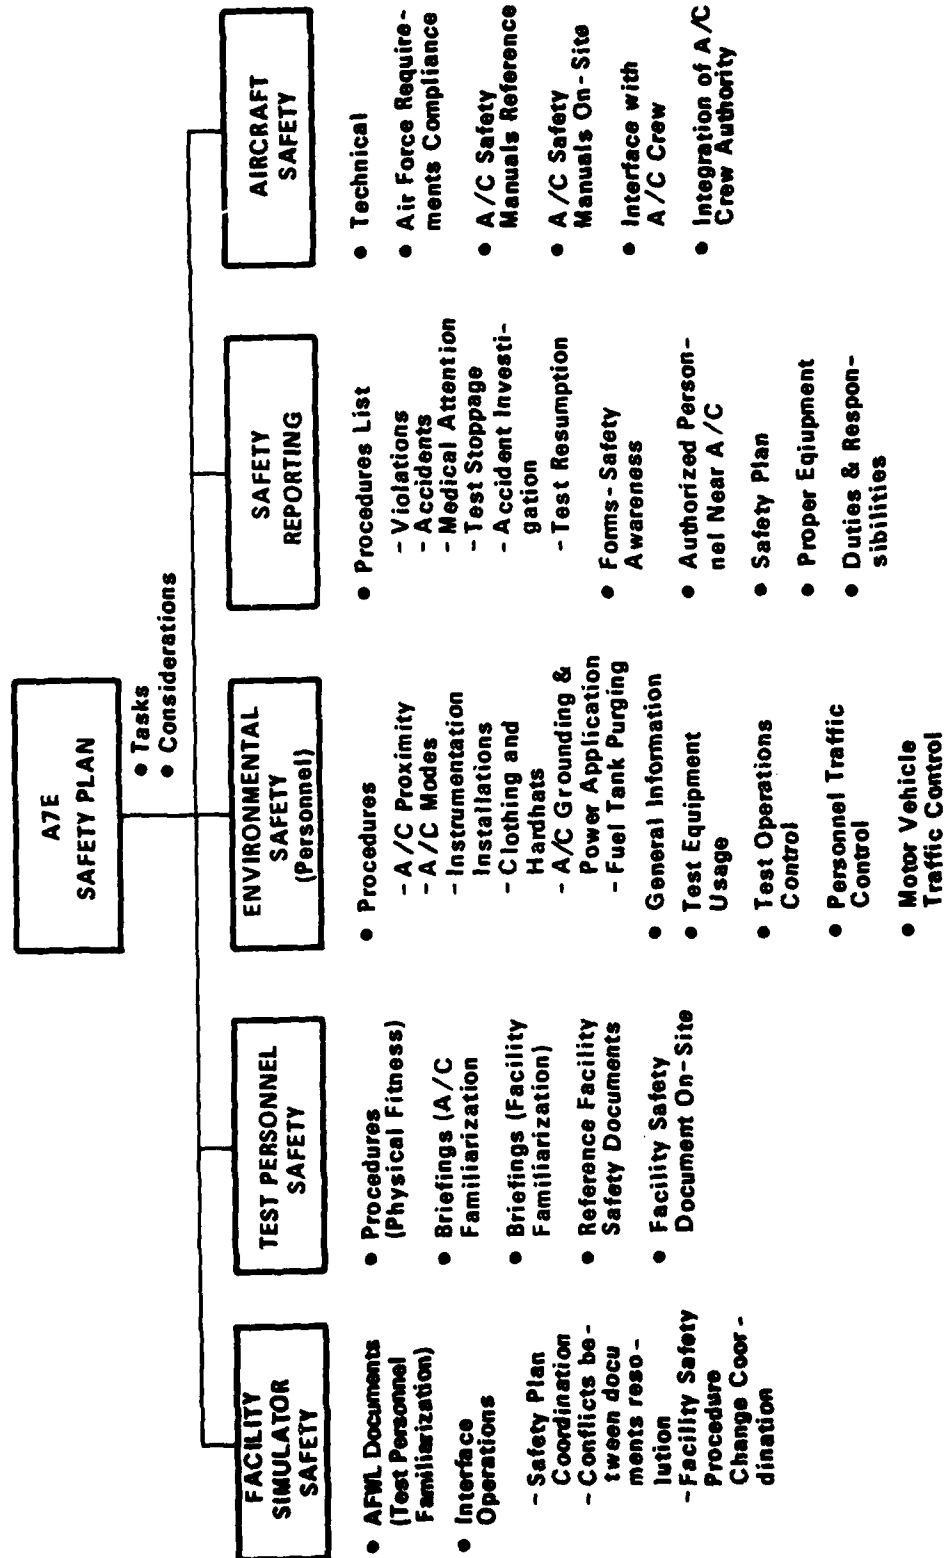 A7E
SAFETY PLAN
• Tasks
• Considerations
FACILITY
SIMULATOR
SAFETY
• AFWL Documents
(Test Personnel
Familiarization)
• Interface
Operations
- Safety Plan
Coordination
- Conflicts be-
tween docu
ments reso-
lution
- Facility Safety
Procedure
Change Coor-
dination
TEST PERSONNEL
SAFETY
• Procedures
(Physical Fitness)
• Briefings (A/C
Familiarization
• Briefings (Facility
Familiarization)
• Reference Facility
Safety Documents
• Facility Safety
Document On-Site
ENVIRONMENTAL
SAFETY
(Personnel)
• Procedures
- A/C Proximity
- A/C Modes
- Instrumentation
Installations
- Clothing and
Hardhats
- A/C Grounding &
Power Application
- Fuel Tank Purging
• General Information
• Test Equipment
Usage
• Test Operations
Control
• Personnel Traffic
Control
• Motor Vehicle
Traffic Control
SAFETY
REPORTING
• Procedures List
- Violations
- Accidents
- Medical Attention
- Test Stoppage
- Accident Investi-
gation
- Test Resumption
• Forms-Safety
Awareness
• Authorized Person-
nel Near A/C
• Safety Plan
• Proper Eqiupment
• Duties & Respon-
sibilities
AIRCRAFT
SAFETY
• Technical
• Air Force Require-
ments Compliance
• A/C Safety
Manuals Reference
• A/C Safety
Manuals On-Site
• Interface with
A/C Crew
• Integration of A/C
Crew Authority